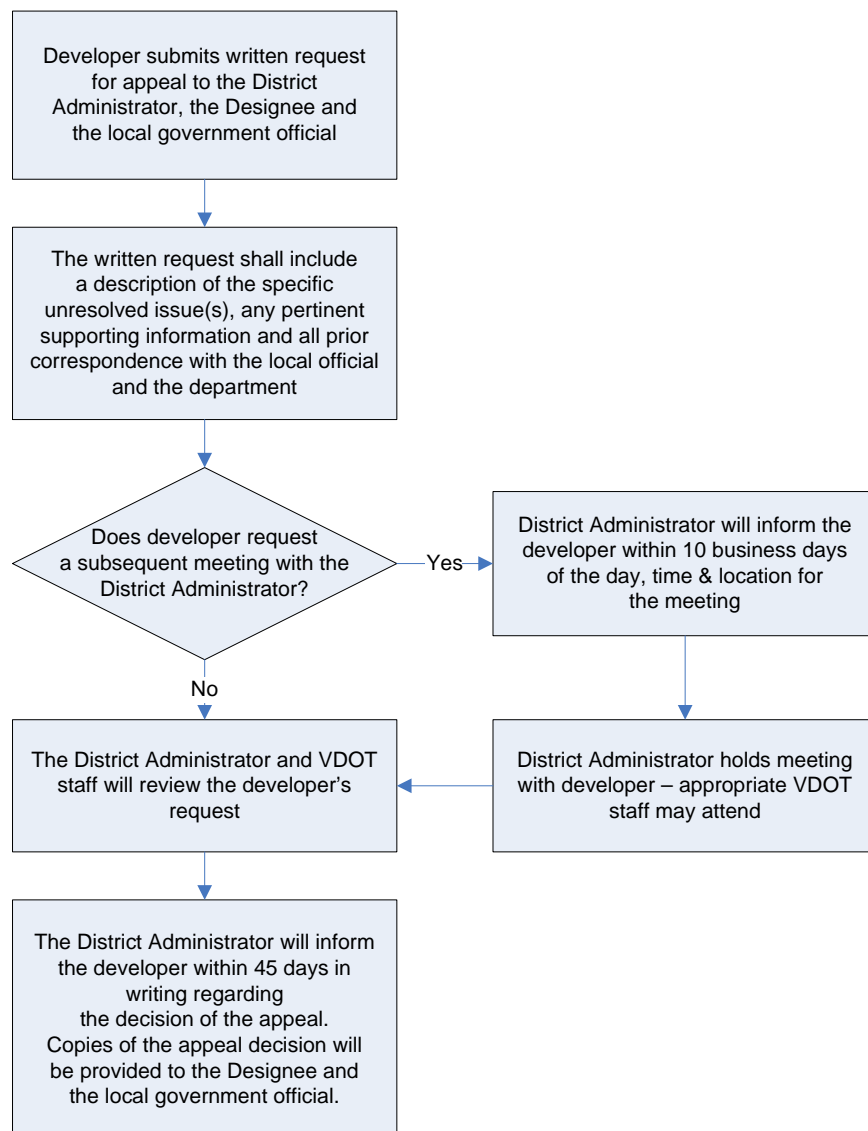 Developer submits written request
for appeal to the District
Administrator, the Designee and
the local government official
The written request shall include
a description of the specific
unresolved issue(s), any pertinent
supporting information and all prior
correspondence with the local official
and the department
Does developer request
a subsequent meeting with the
District Administrator?
Yes
District Administrator will inform the
developer within 10 business days
of the day, time & location for
the meeting
No
The District Administrator and VDOT
staff will review the developer’s
request
District Administrator holds meeting
with developer – appropriate VDOT
staff may attend
The District Administrator will inform
the developer within 45 days in
writing regarding
the decision of the appeal.
Copies of the appeal decision will
be provided to the Designee and
the local government official.